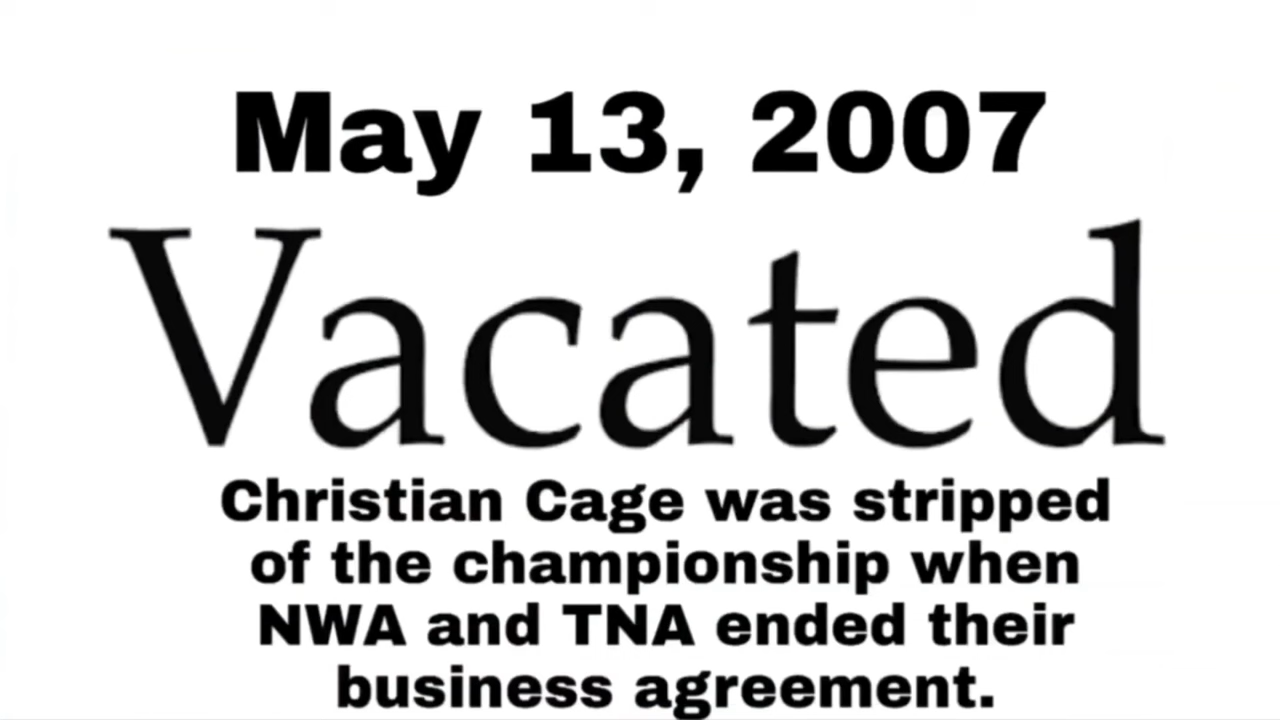 May 13, 2007
Vacated
Christian Cage was stripped
of the championship when
NWA and TNA ended their
business agreement.